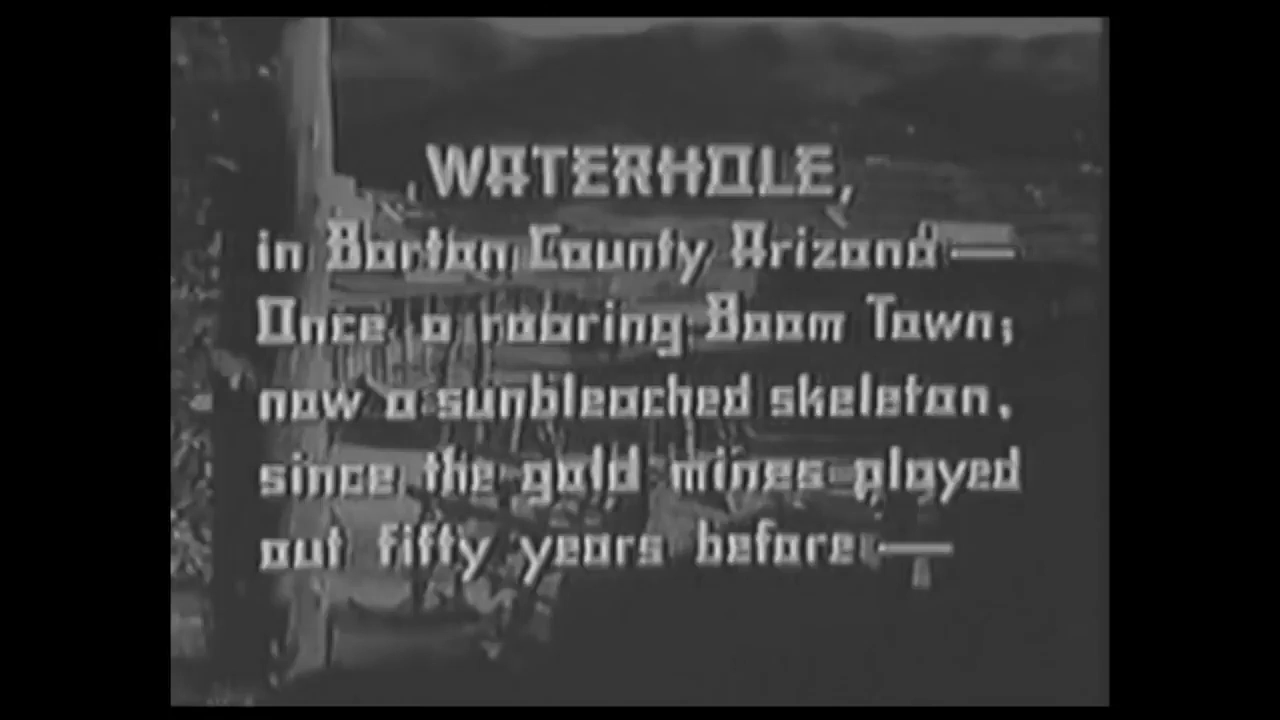 WATERHOLE,
in Barton County Arizona—
Once a roaring Boom Town;
now a sunbleached skeleton,
since the gold mines played
out fifty years before—